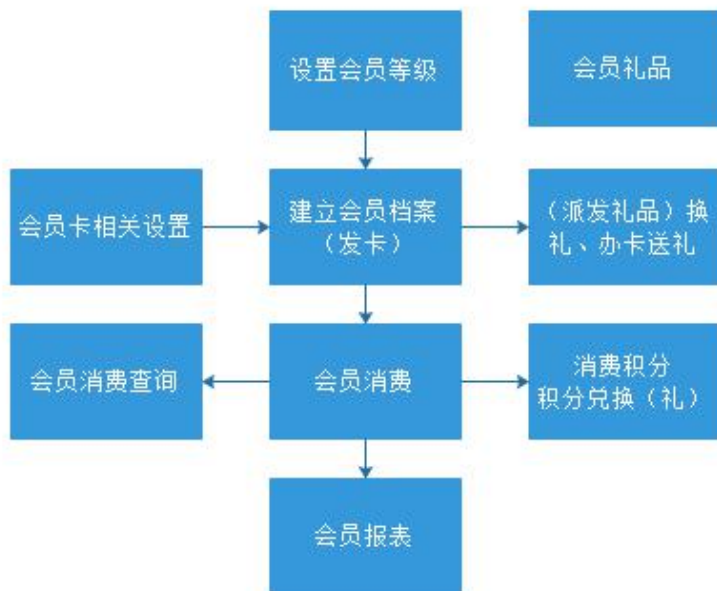 设置会员等级
会员礼品
会员卡相关设置
建立会员档案
（发卡）
（派发礼品）换
礼、办卡送礼
会员消费查询
会员消费
消费积分
积分兑换（礼）
会员报表